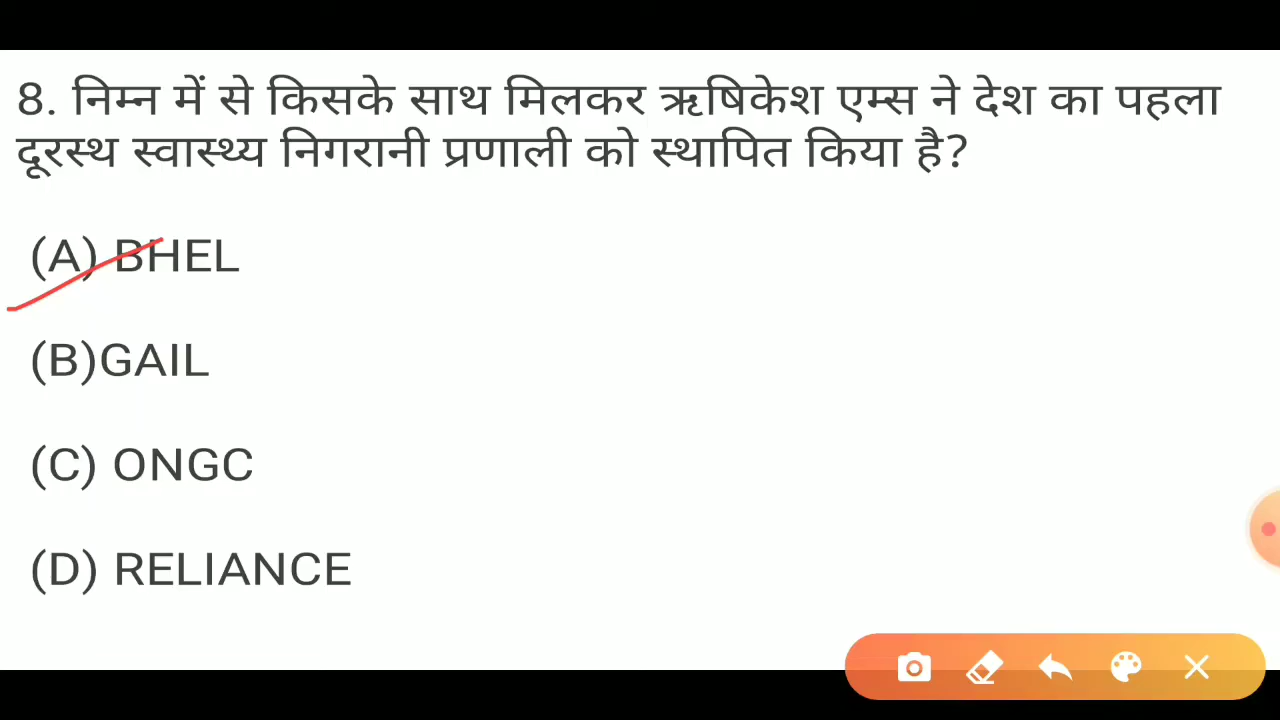 8. निम्न में से किसके साथ मिलकर ऋषिकेश एम्स ने देश का पहला
दूरस्थ स्वास्थ्य निगरानी प्रणाली को स्थापित किया है?
(A) BHEL
(B)GAIL
(C) ONGC
(D) RELIANCE